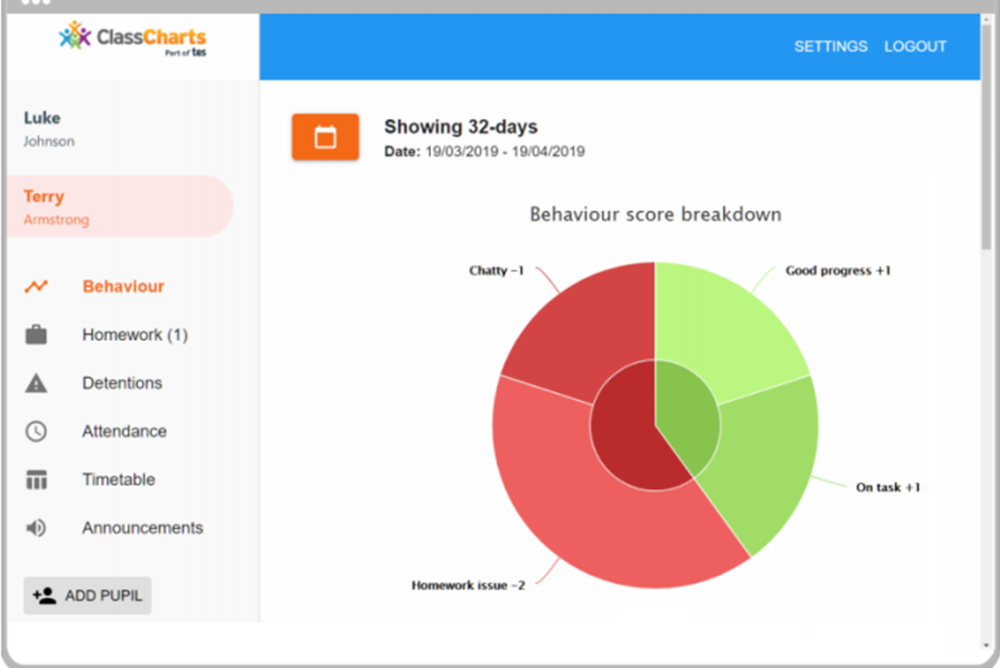 ClassCharts
Part of tes
SETTINGS LOGOUT
Luke
Johnson
Terry
Armstrong
Behaviour
Homework (1)
Detentions
Attendance
Timetable
Announcements
ADD PUPIL
Showing 32-days
Date: 19/03/2019 - 19/04/2019
Behaviour score breakdown
Chatty -1
Good progress +1
On task +1
Homework issue -2